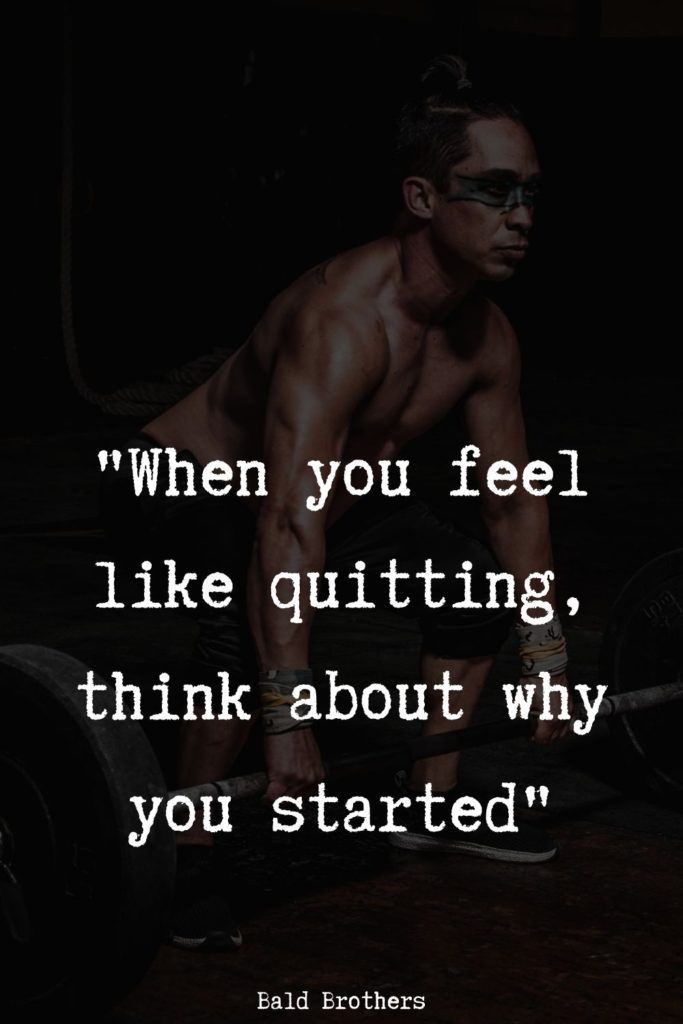 "When you feel
like quitting,
think about why
you started"
Bald Brothers